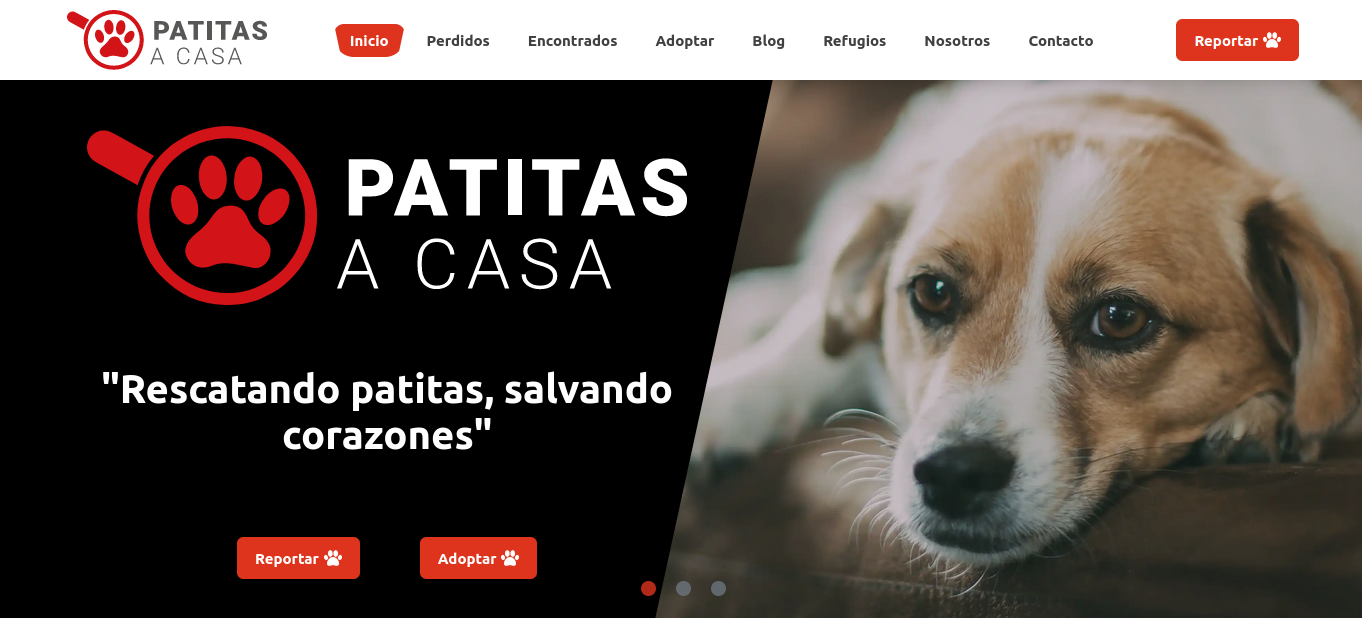 PATITAS
A CASA
Inicio Perdidos Encontrados Adoptar Blog Refugios Nosotros Contacto Reportar
PATITAS
A CASA
"Rescatando patitas, salvando
corazones"
Reportar Adoptar